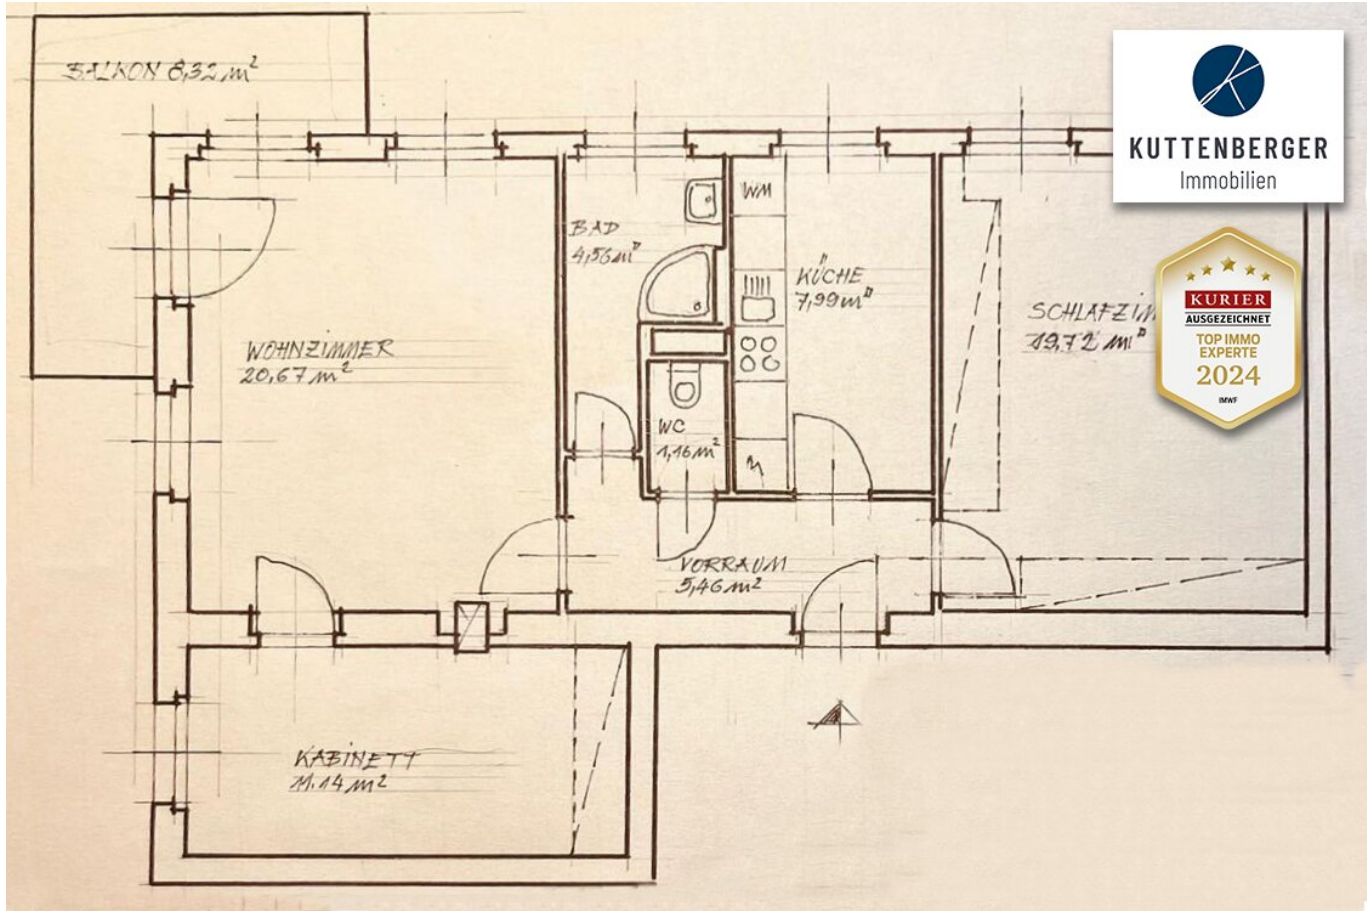 BALKON 8,32 m²
KUTTENBERGER
Immobilien
WM
BAD
4,56 m²
KÜCHE
7,99 m²
KURIER
AUSGEZEICHNET
TOP IMMO
EXPERTE
2024
IMWF
SCHLAFZIM
19,72 m²
WOHNZIMMER
20,67 m²
WC
1,16 m²
VORRAUM
5,46 m²
KABINETT
11.14 m²